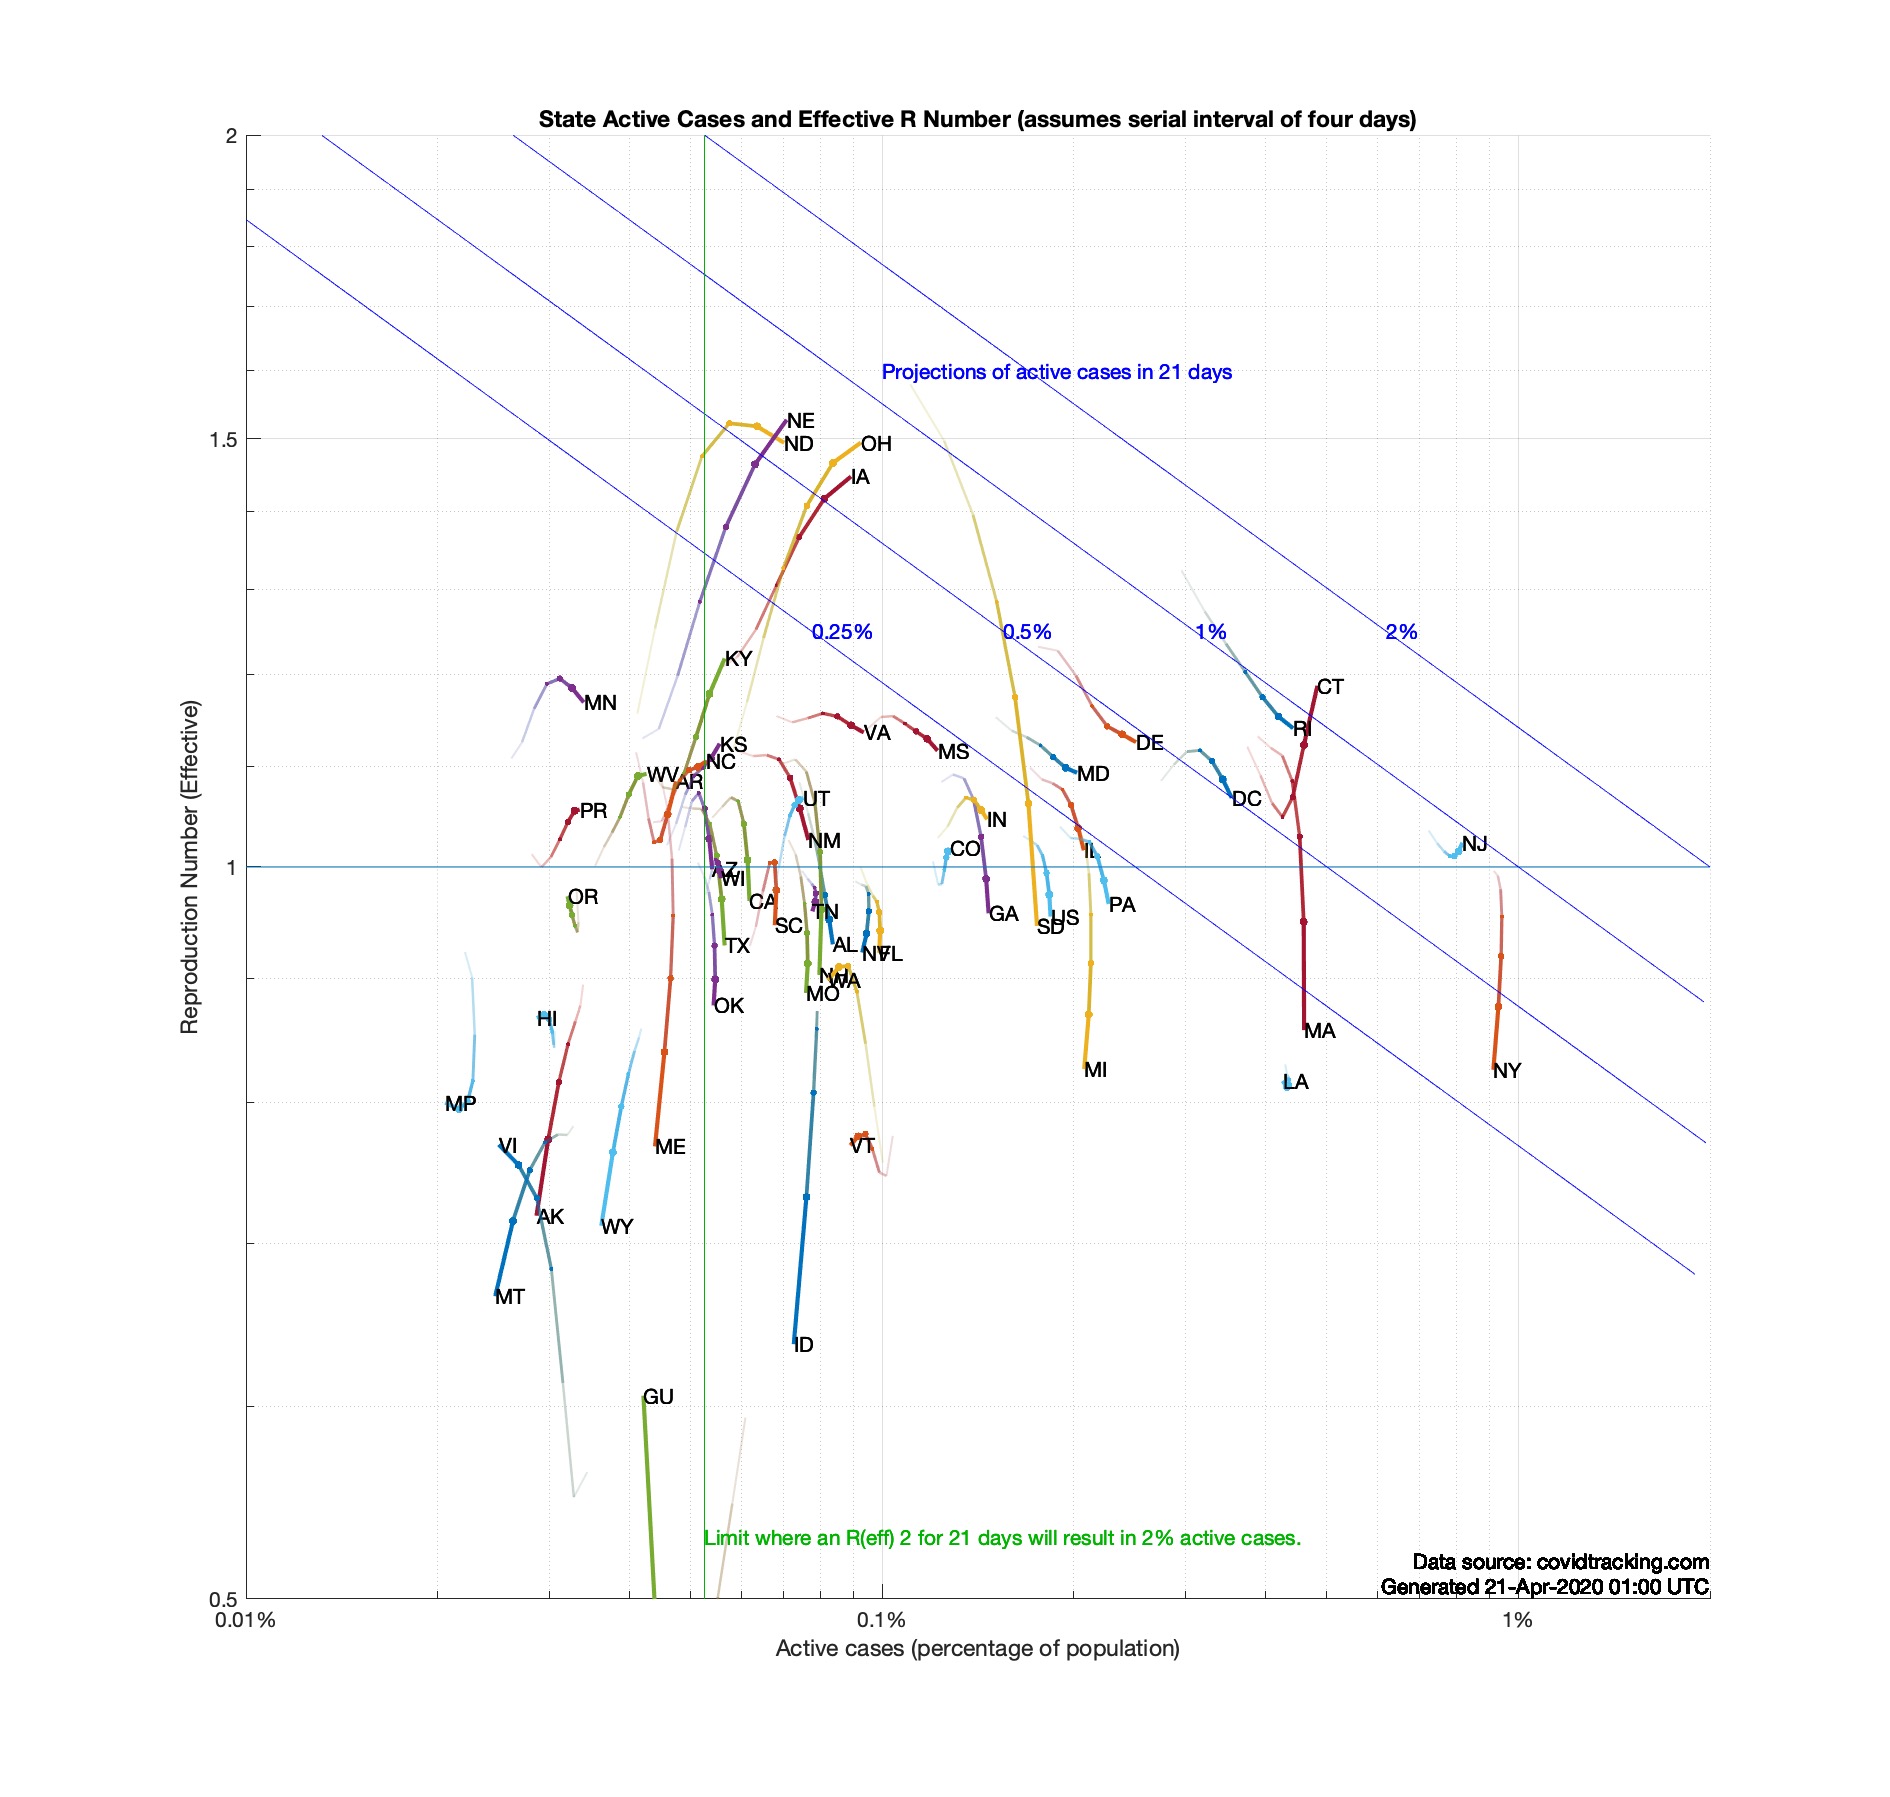 State Active Cases and Effective R Number (assumes serial interval of four days)
2
Projections of active cases in 21 days
NE
1.5
ND
OH
IA
0.25%
0.5%
1%
2%
KY
CT
MN
RI
VA
DE
KS
MS
NC
WV
MD
AR
UT
DC
PR
IN
NM
NJ
CO
IL
1
AZ
WI
OR
CA
PA
TN
GA
US
SC
SD
AL
TX
NV
FL
NH
WA
MO
OK
HI
MA
MI
NY
LA
MP
VI
ME
VT
AK
WY
MT
ID
GU
Reproduction Number (Effective)
Limit where an R(eff) 2 for 21 days will result in 2% active cases.
Data source: covidtracking.com
Generated 21-Apr-2020 01:00 UTC
0.5
0.01%
0.1%
1%
Active cases (percentage of population)